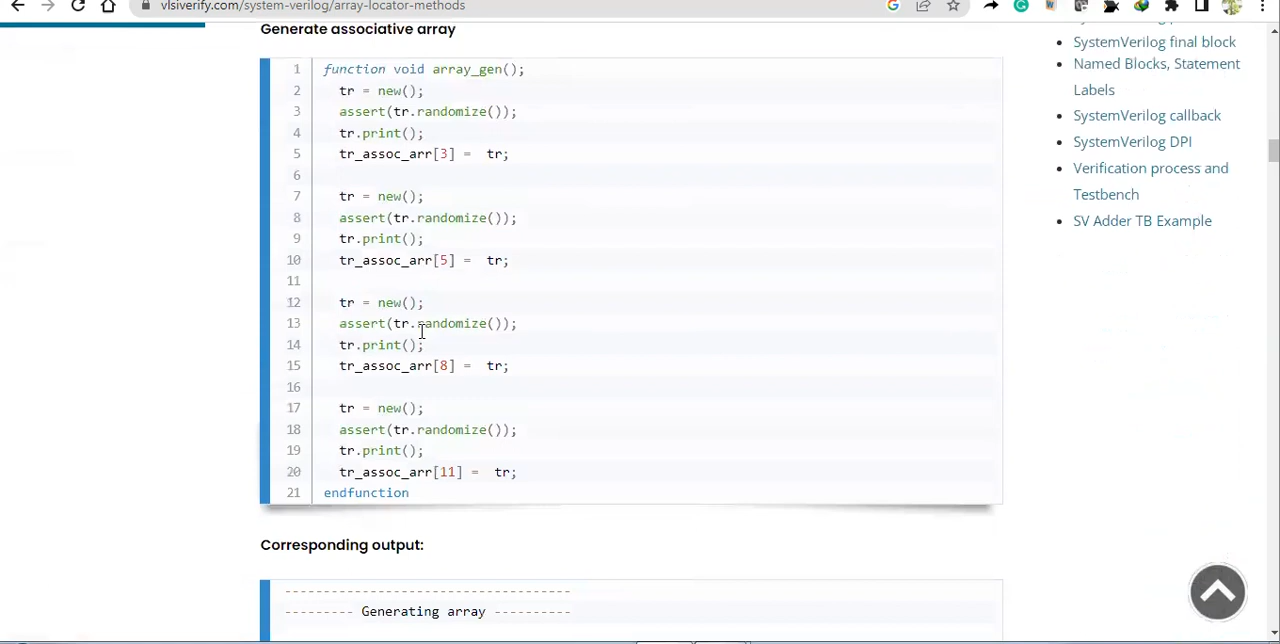 vlsiverify.com/system-verilog/array-locator-methods
Generate associative array
1 function void array_gen();
2 tr = new();
3 assert(tr.randomize());
4 tr.print();
5 tr_assoc_arr[3] = tr;
6
7 tr = new();
8 assert(tr.randomize());
9 tr.print();
10 tr_assoc_arr[5] = tr;
11
12 tr = new();
13 assert(tr.randomize());
14 tr.print();
15 tr_assoc_arr[8] = tr;
16
17 tr = new();
18 assert(tr.randomize());
19 tr.print();
20 tr_assoc_arr[11] = tr;
21 endfunction
Corresponding output:
------------------------------------
--------- Generating array ----------
SystemVerilog final block
Named Blocks, Statement
Labels
SystemVerilog callback
SystemVerilog DPI
Verification process and
Testbench
SV Adder TB Example